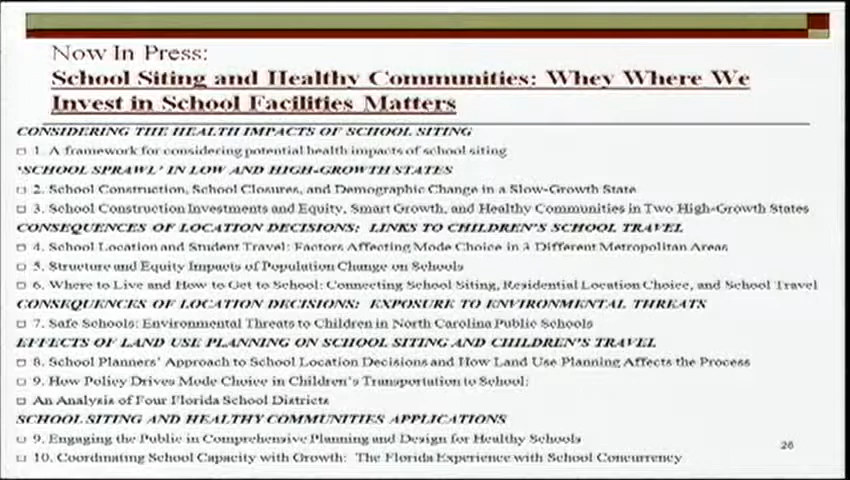 Now In Press:
School Siting and Healthy Communities: Whey Where We
Invest in School Facilities Matters
CONSIDERING THE HEALTH IMPACTS OF SCHOOL SITING
1. A framework for considering potential health impacts of school siting
'SCHOOL SPRAWL' IN LOW AND HIGH-GROWTH STATES
2. School Construction, School Closures, and Demographic Change in a Slow-Growth State
3. School Construction Investments and Equity, Smart Growth, and Healthy Communities in Two High-Growth States
CONSEQUENCES OF LOCATION DECISIONS: LINKS TO CHILDREN'S SCHOOL TRAVEL
4. School Location and Student Travel: Factors Affecting Mode Choice in 3 Different Metropolitan Areas
5. Structure and Equity Impacts of Population Change on Schools
6. Where to Live and How to Get to School: Connecting School Siting, Residential Location Choice, and School Travel
CONSEQUENCES OF LOCATION DECISIONS: EXPOSURE TO ENVIRONMENTAL THREATS
7. Safe Schools: Environmental Threats to Children in North Carolina Public Schools
EFFECTS OF LAND USE PLANNING ON SCHOOL SITING AND CHILDREN'S TRAVEL
8. School Planners' Approach to School Location Decisions and How Land Use Planning Affects the Process
9. How Policy Drives Mode Choice in Children's Transportation to School:
An Analysis of Four Florida School Districts
SCHOOL SITING AND HEALTHY COMMUNITIES APPLICATIONS
9. Engaging the Public in Comprehensive Planning and Design for Healthy Schools
10. Coordinating School Capacity with Growth: The Florida Experience with School Concurrency
26